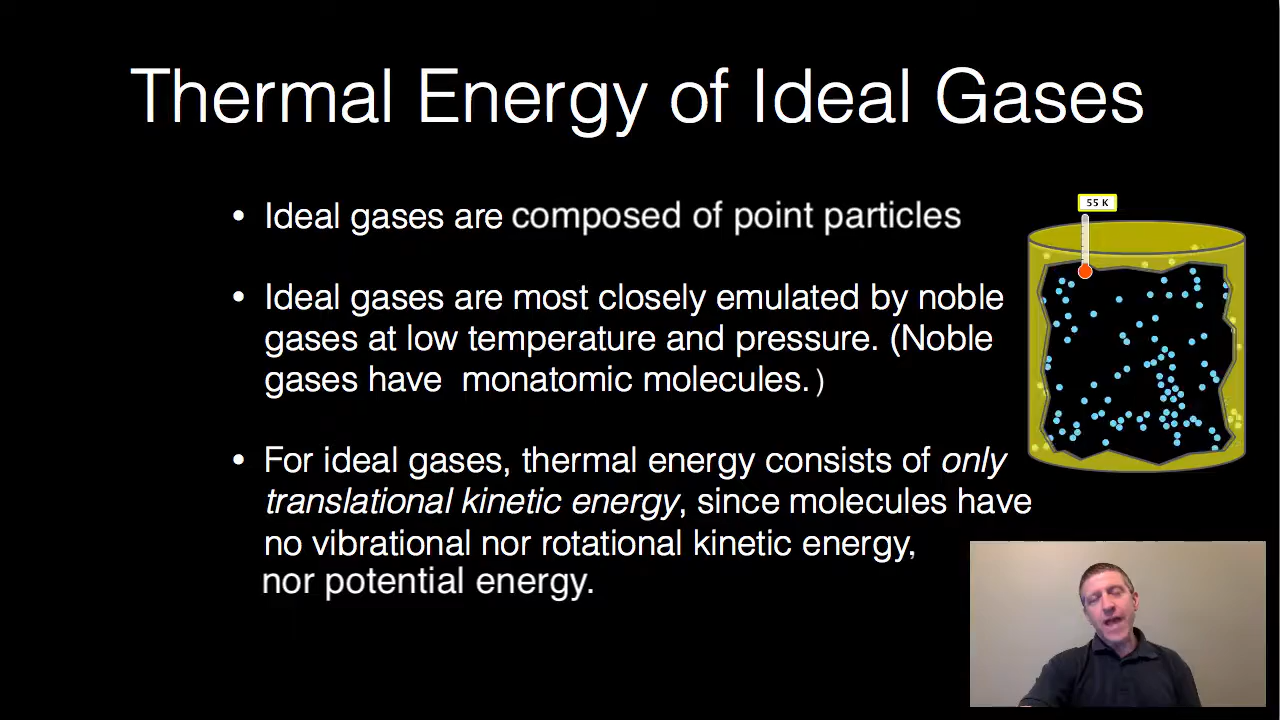 Thermal Energy of Ideal Gases
• Ideal gases are composed of point particles
55 K
• Ideal gases are most closely emulated by noble
gases at low temperature and pressure. (Noble
gases have monatomic molecules.)
• For ideal gases, thermal energy consists of only
translational kinetic energy, since molecules have
no vibrational nor rotational kinetic energy,
nor potential energy.